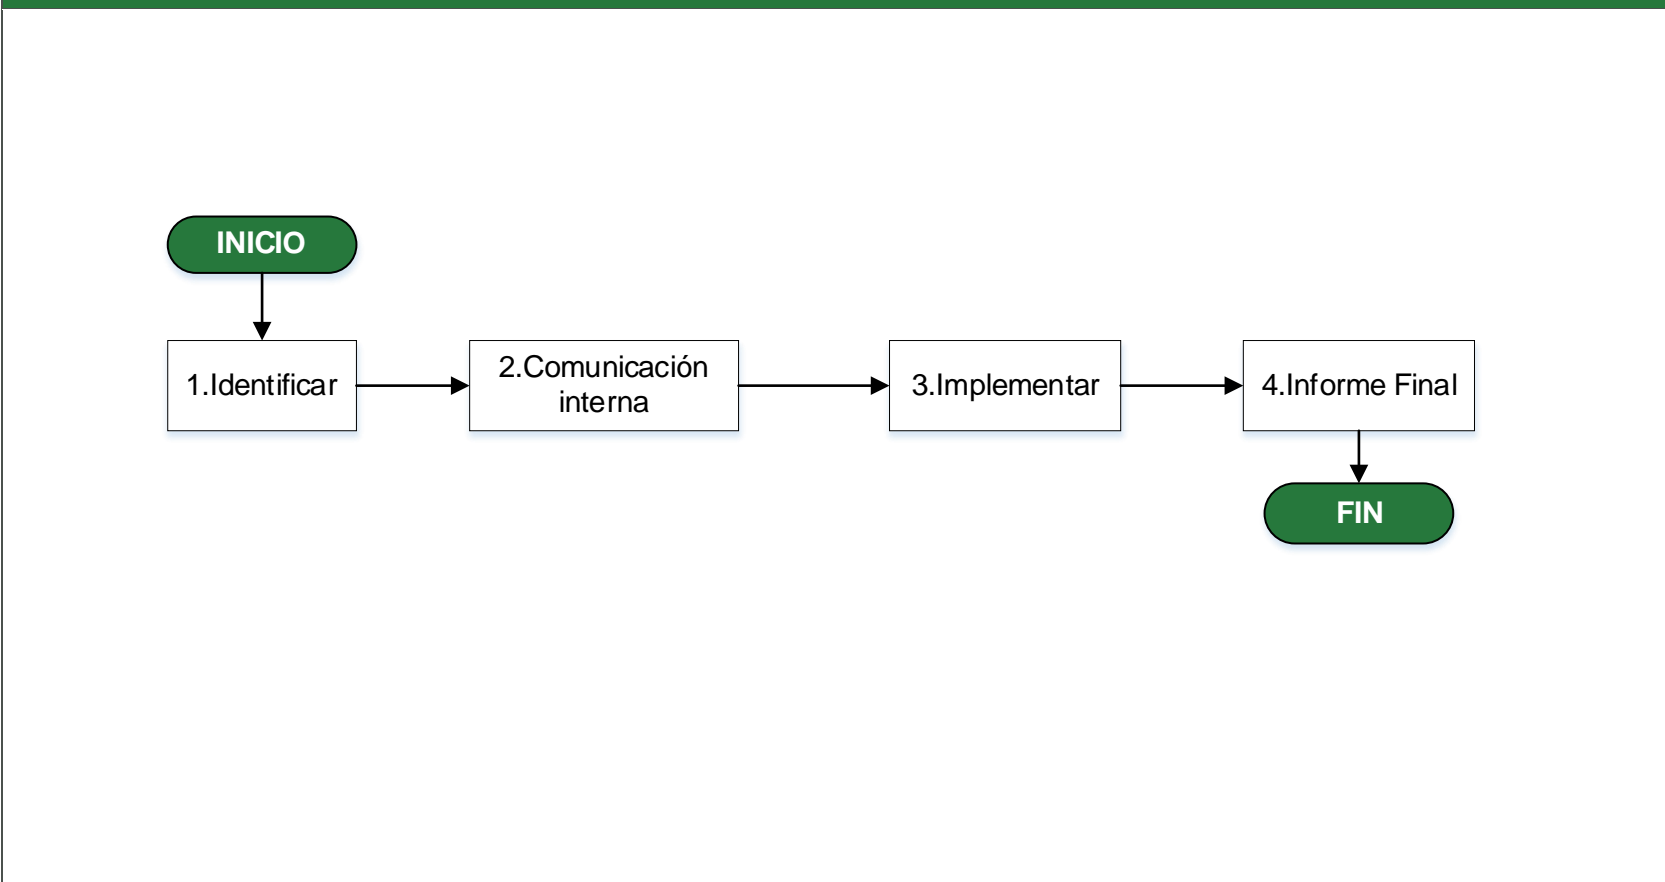 INICIO
1.Identificar
2.Comunicación
interna
3.Implementar
4.Informe Final
FIN